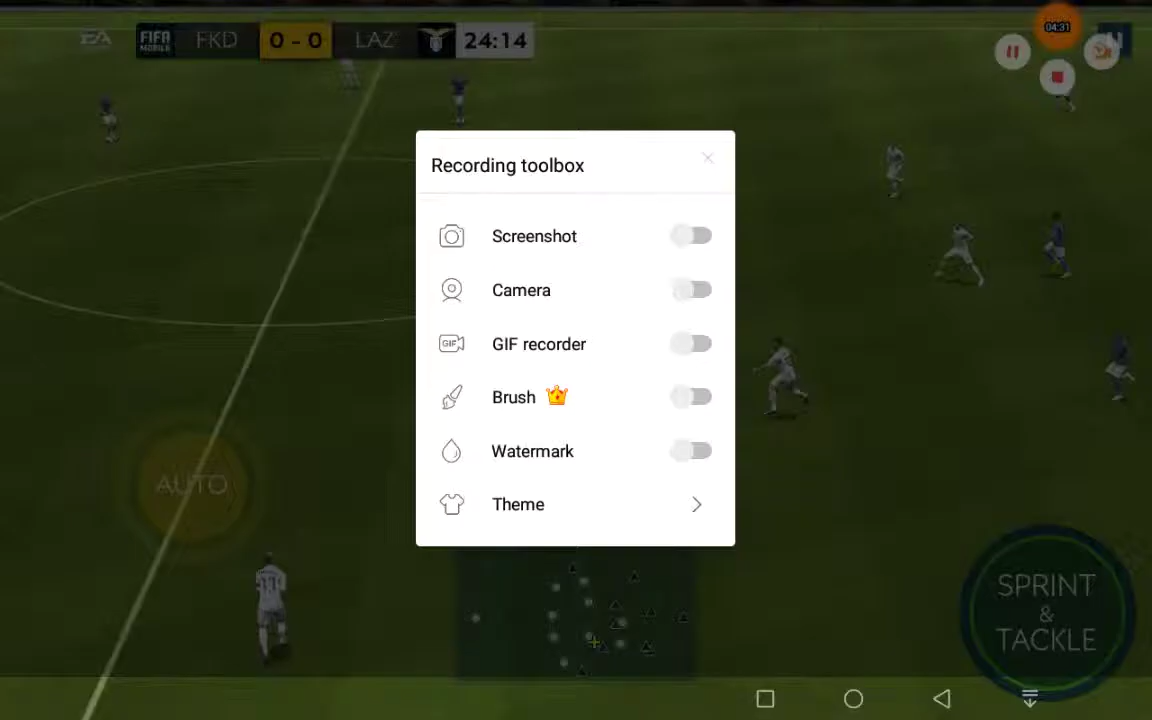 EA FIFA MOBILE FKD 0 - 0 LAZ 24:14
04:31
Recording toolbox
Screenshot
Camera
GIF GIF recorder
Brush
Watermark
Theme
AUTO
SPRINT
&
TACKLE